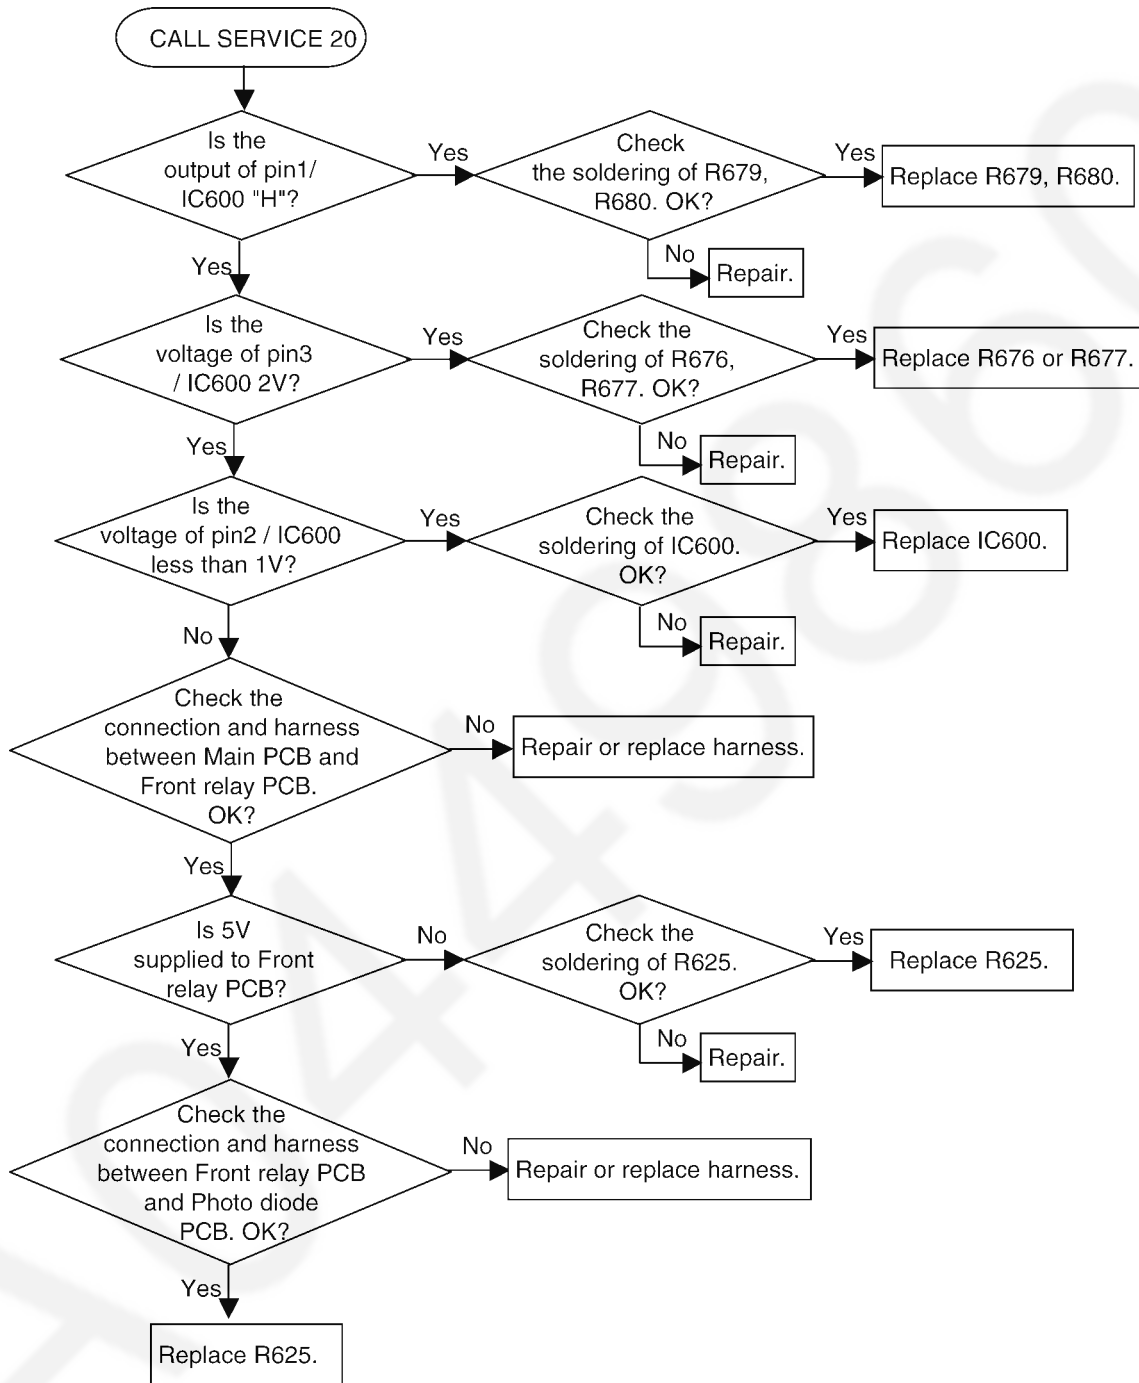 CALL SERVICE 20
Is the
output of pin1/
IC600 "H"?
Yes
Check
the soldering of R679,
R680. OK?
Yes
Replace R679, R680.
No
Repair.
Yes
Is the
voltage of pin3
/ IC600 2V?
Yes
Check the
soldering of R676,
R677. OK?
Yes
Replace R676 or R677.
No
Repair.
Yes
Is the
voltage of pin2 / IC600
less than 1V?
Yes
Check the
soldering of IC600.
OK?
Yes
Replace IC600.
No
Repair.
No
Check the
connection and harness
between Main PCB and
Front relay PCB.
OK?
No
Repair or replace harness.
Yes
Is 5V
supplied to Front
relay PCB?
No
Check the
soldering of R625.
OK?
Yes
Replace R625.
No
Repair.
Yes
Check the
connection and harness
between Front relay PCB
and Photo diode
PCB. OK?
No
Repair or replace harness.
Yes
Replace R625.